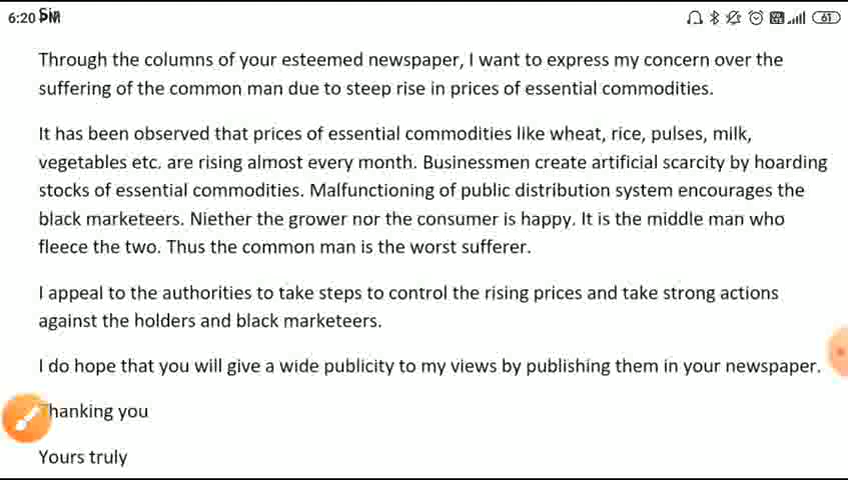 6:20 PM
Sir
61
Through the columns of your esteemed newspaper, I want to express my concern over the
suffering of the common man due to steep rise in prices of essential commodities.
It has been observed that prices of essential commodities like wheat, rice, pulses, milk,
vegetables etc. are rising almost every month. Businessmen create artificial scarcity by hoarding
stocks of essential commodities. Malfunctioning of public distribution system encourages the
black marketeers. Niether the grower nor the consumer is happy. It is the middle man who
fleece the two. Thus the common man is the worst sufferer.
I appeal to the authorities to take steps to control the rising prices and take strong actions
against the holders and black marketeers.
I do hope that you will give a wide publicity to my views by publishing them in your newspaper.
Thanking you
Yours truly